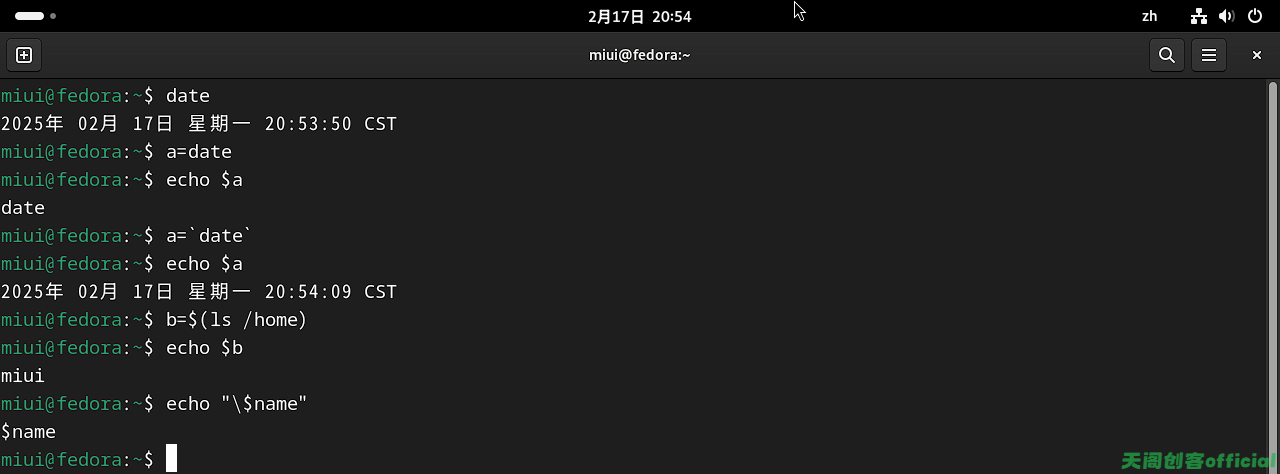 2月17日 20:54
zh
miui@fedora:~
miui@fedora:~$ date
2025年 02月 17日 星期一 20:53:50 CST
miui@fedora:~$ a=date
miui@fedora:~$ echo $a
date
miui@fedora:~$ a=`date`
miui@fedora:~$ echo $a
2025年 02月 17日 星期一 20:54:09 CST
miui@fedora:~$ b=$(ls /home)
miui@fedora:~$ echo $b
miui
miui@fedora:~$ echo "\$name"
$name
miui@fedora:~$
天阁创客official